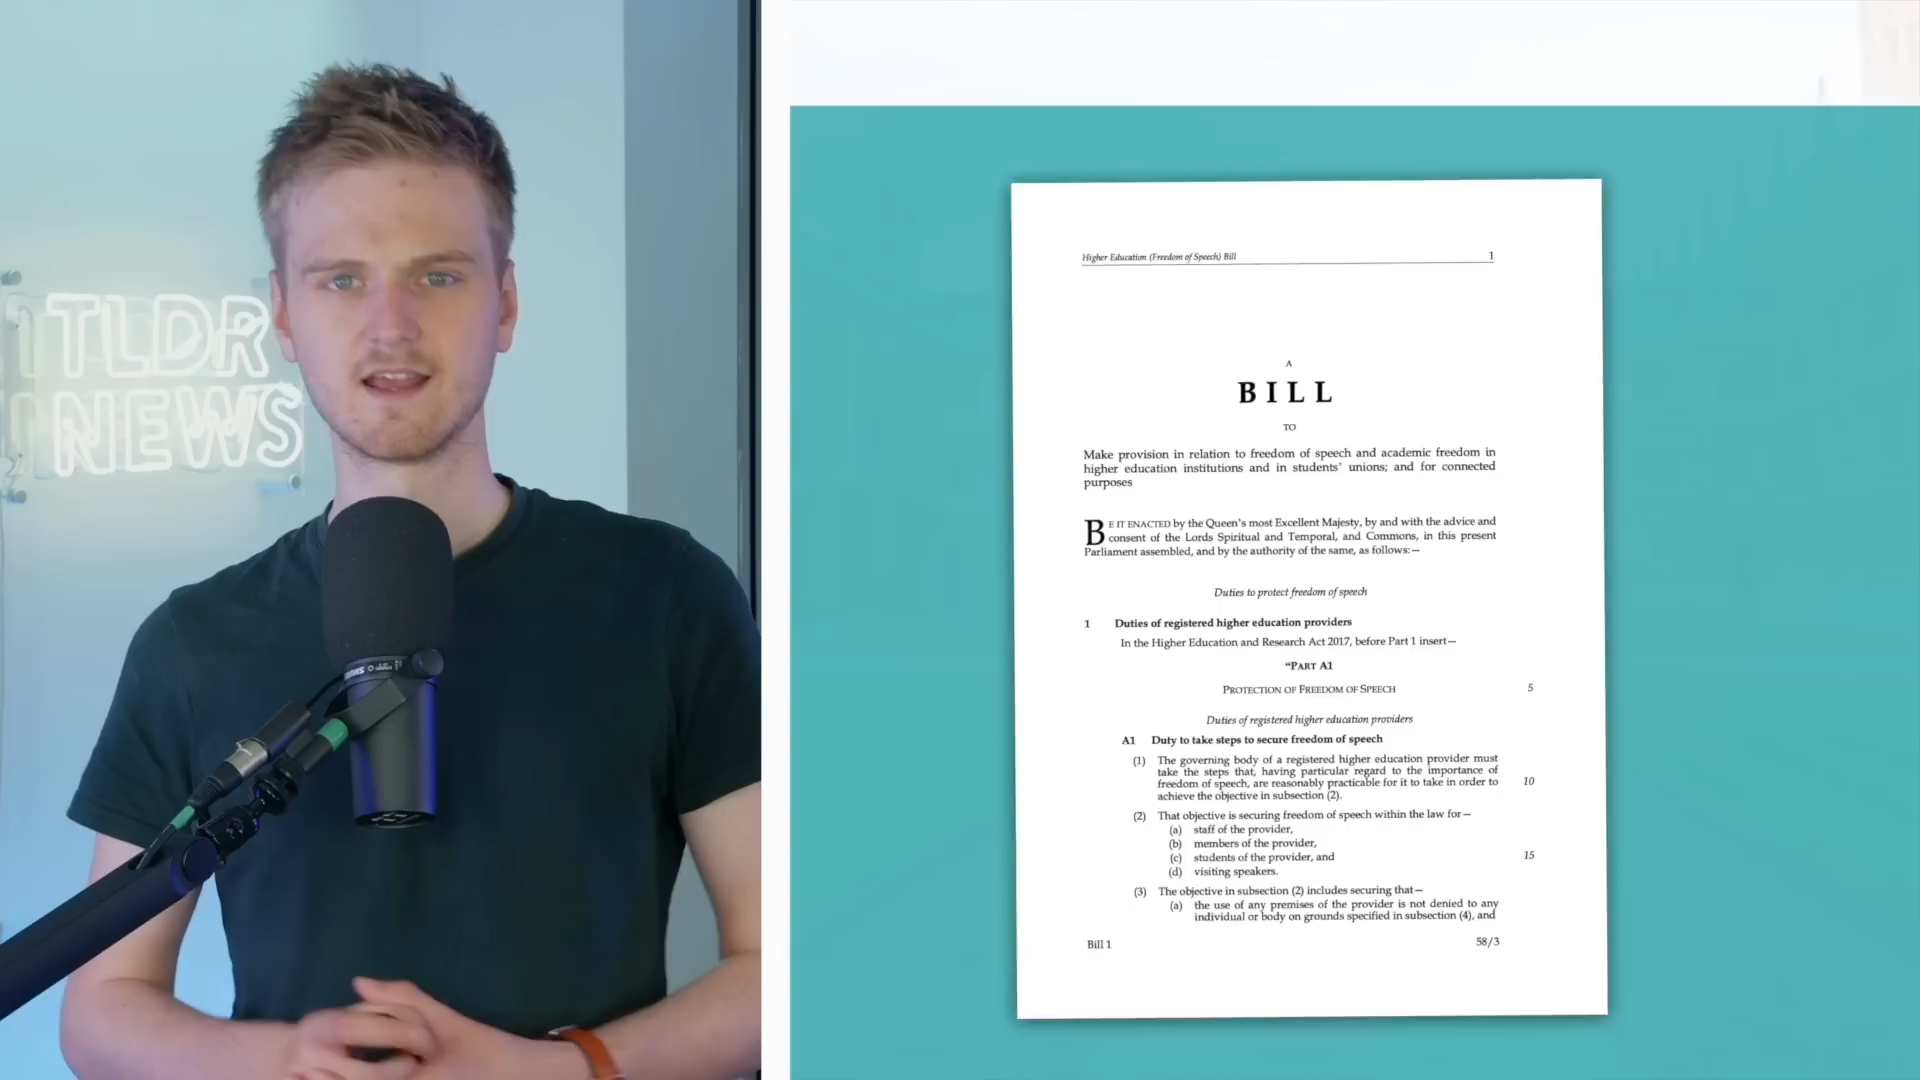 TLDR
NEWS
Higher Education (Freedom of Speech) Bill 1
A
BILL
TO
Make provision in relation to freedom of speech and academic freedom in
higher education institutions and in students' unions; and for connected
purposes
BE IT ENACTED by the Queen's most Excellent Majesty, by and with the advice and
consent of the Lords Spiritual and Temporal, and Commons, in this present
Parliament assembled, and by the authority of the same, as follows:—
Duties to protect freedom of speech
1 Duties of registered higher education providers
In the Higher Education and Research Act 2017, before Part 1 insert—
“PART A1
PROTECTION OF FREEDOM OF SPEECH 5
Duties of registered higher education providers
A1 Duty to take steps to secure freedom of speech
(1) The governing body of a registered higher education provider must
take the steps that, having particular regard to the importance of
freedom of speech, are reasonably practicable for it to take in order to 10
achieve the objective in subsection (2).
(2) That objective is securing freedom of speech within the law for—
(a) staff of the provider,
(b) members of the provider,
(c) students of the provider, and 15
(d) visiting speakers.
(3) The objective in subsection (2) includes securing that—
(a) the use of any premises of the provider is not denied to any
individual or body on grounds specified in subsection (4), and
Bill 1 58/3